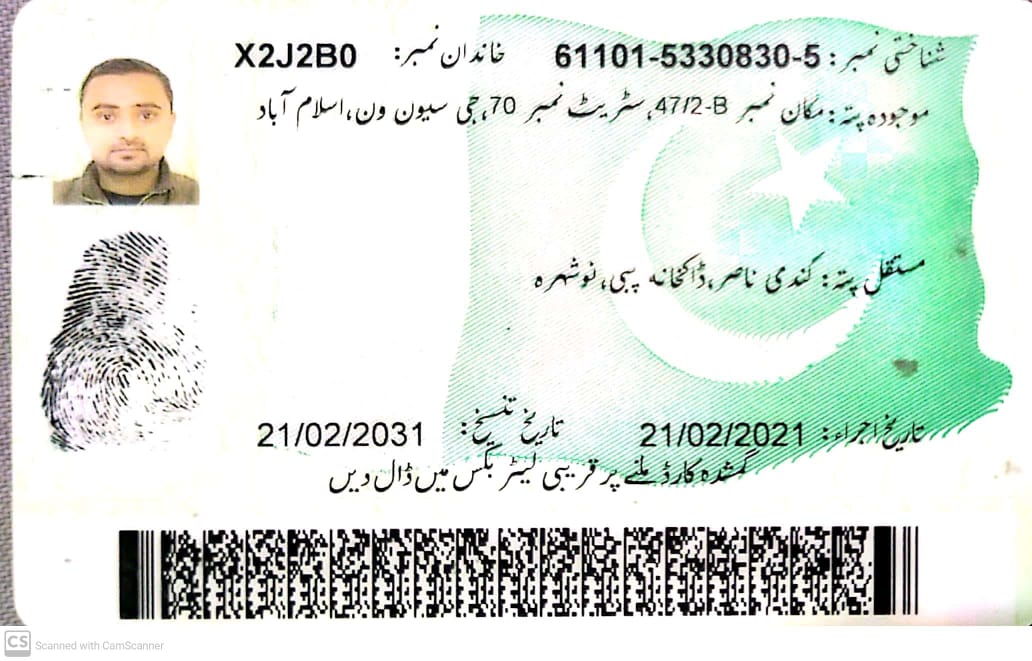 شناختی نمبر: 61101-5330830-5 خاندان نمبر: X2J2B0
موجودہ پتہ: مکان نمبر 47/2-B، سٹریٹ نمبر 70، جی سیون ون، اسلام آباد
مستقل پتہ: کندی ناصر، ڈاکخانہ پبی، نوشہرہ
تاریخ اجراء: 21/02/2021 تاریخ تنسیخ: 21/02/2031
گمشدہ کارڈ ملنے پر قریبی لیٹر بکس میں ڈال دیں
CS Scanned with CamScanner